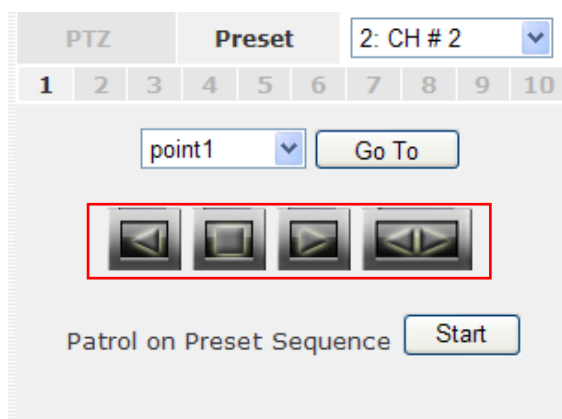 PTZ Preset 2: CH # 2
1 2 3 4 5 6 7 8 9 10
point1 Go To
Patrol on Preset Sequence Start